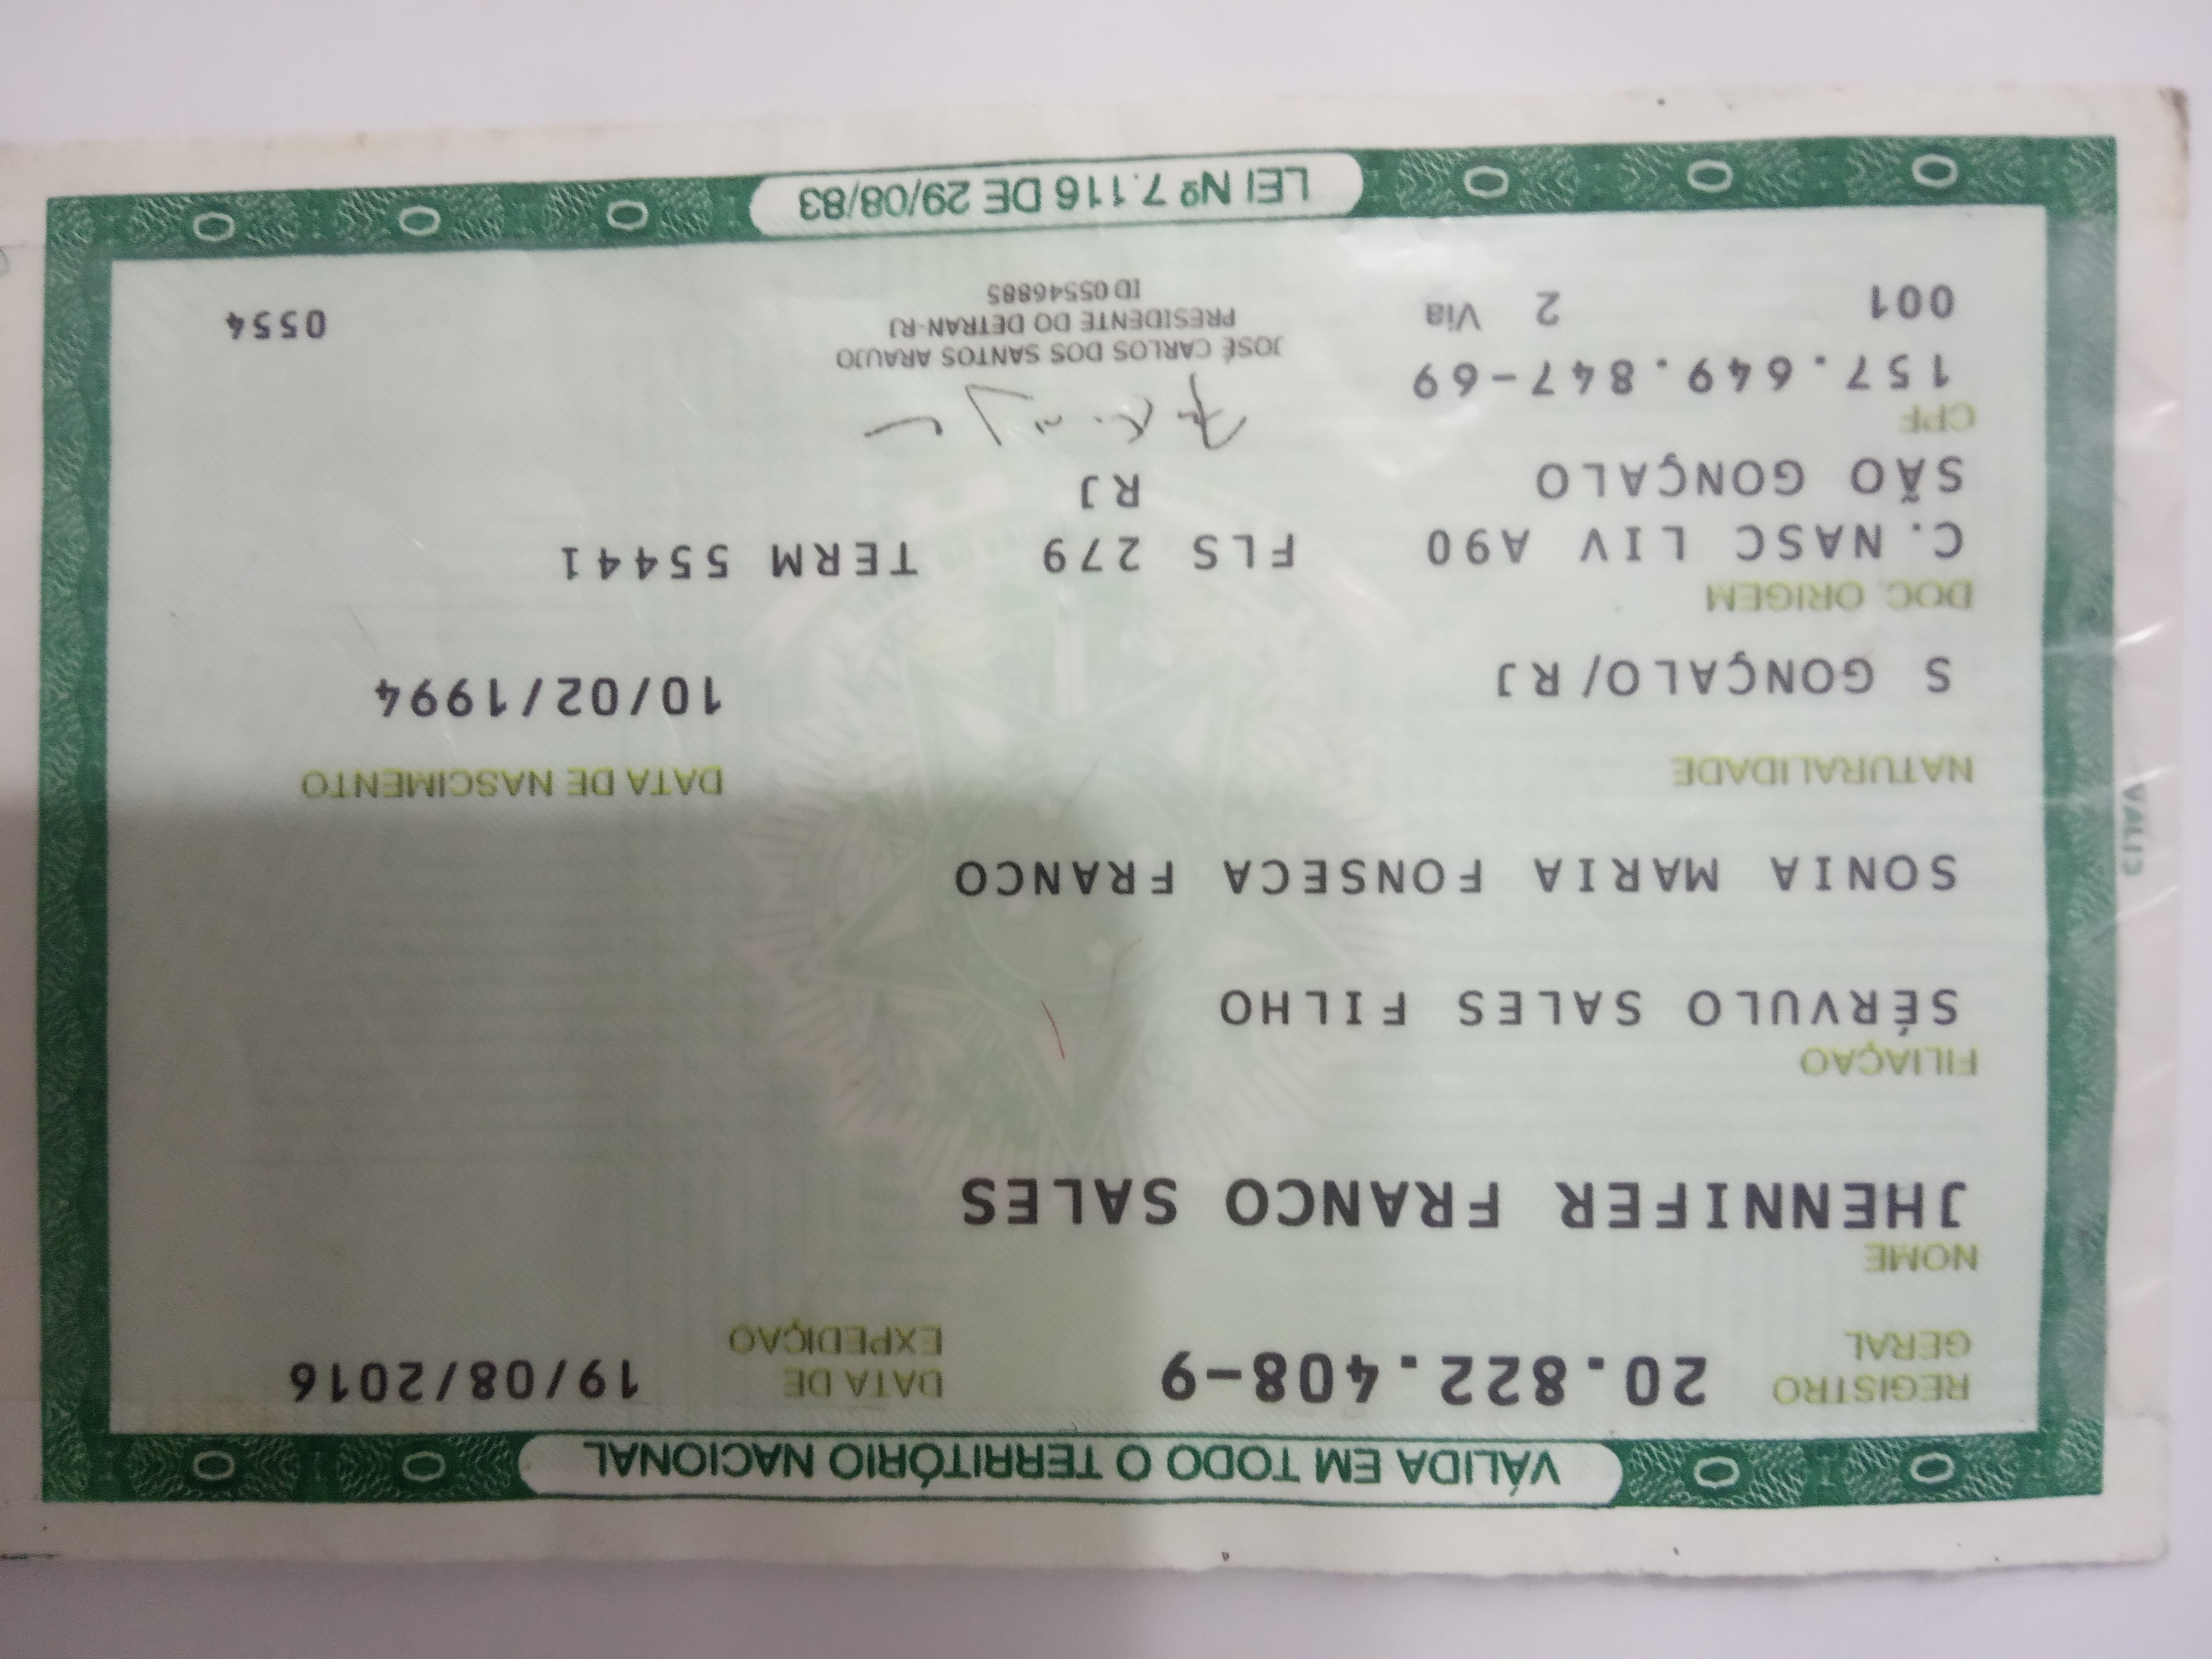 VÁLIDA EM TODO O TERRITÓRIO NACIONAL
REGISTRO GERAL 20.822.408-9 DATA DE EXPEDIÇAO 19/08/2016
NOME
JHENNIFER FRANCO SALES
FILIAÇAO
SÉRVULO SALES FILHO
SONIA MARIA FONSECA FRANCO
NATURALIDADE DATA DE NASCIMENTO
S GONÇALO/RJ 10/02/1994
DOC. ORIGEM
C. NASC LIV A90 FLS 279 TERM 55441
SÃO GONÇALO RJ
CPF
157.649.847-69
JOSÉ CARLOS DOS SANTOS ARAUJO
PRESIDENTE DO DETRAN-RJ
ID 05546885
001 2 Via 0554
LEI Nº 7.116 DE 29/08/83